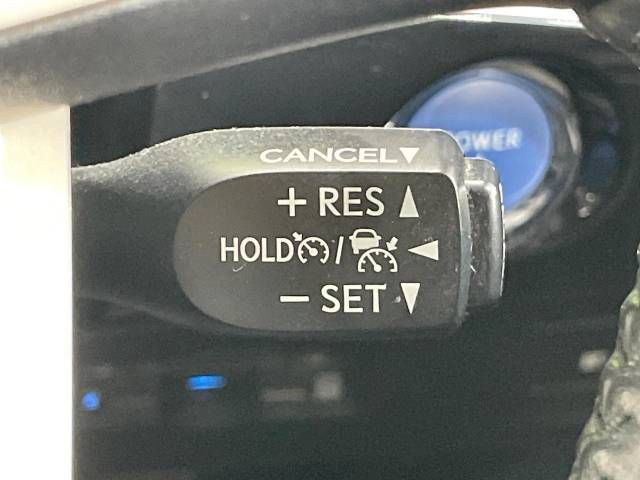 POWER
CANCEL▼
+ RES ▲
HOLD / ◀
− SET ▼